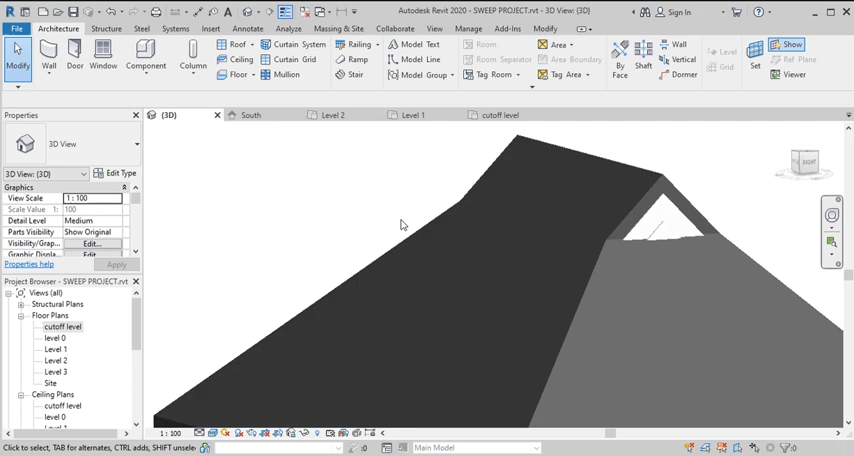 Autodesk Revit 2020 - SWEEP PROJECT.rvt - 3D View: {3D}
Sign In
File Architecture Structure Steel Systems Insert Annotate Analyze Massing & Site Collaborate View Manage Add-Ins Modify
Modify
Wall
Door
Window
Component
Column
Roof
Ceiling
Floor
Curtain System
Curtain Grid
Mullion
Railing
Ramp
Stair
Model Text
Model Line
Model Group
Room
Room Separator
Tag Room
Area
Area Boundary
Tag Area
By Face
Shaft
Wall
Vertical
Dormer
Level
Grid
Set
Show
Ref Plane
Viewer
Properties
{3D}
South
Level 2
Level 1
cutoff level
3D View
3D View: {3D}
Edit Type
Graphics
View Scale 1 : 100
Scale Value 1: 100
Detail Level Medium
Parts Visibility Show Original
Visibility/Grap... Edit...
Graphic Displa... Edit
Properties help
Apply
RIGHT
Project Browser - SWEEP PROJECT.rvt
Views (all)
Structural Plans
Floor Plans
cutoff level
level 0
Level 1
Level 2
Level 3
Site
Ceiling Plans
cutoff level
level 0
Level 1
1 : 100
Click to select, TAB for alternates, CTRL adds, SHIFT unselec
:0
Main Model
:0